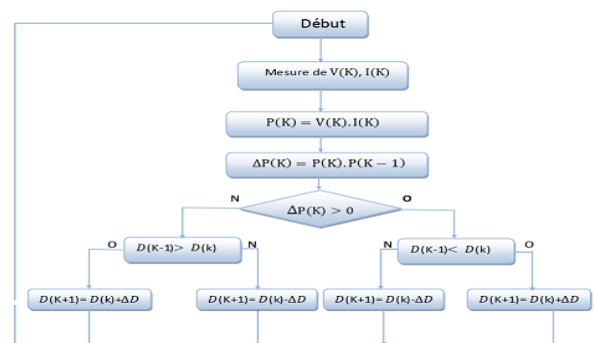 Début
Mesure de V(K), I(K)
P(K) = V(K).I(K)
ΔP(K) = P(K).P(K − 1)
N
O
ΔP(K) > 0
O
D(K-1)> D(k)
N
N
D(K-1)< D(k)
O
D(K+1)= D(k)+ΔD
D(K+1)= D(k)-ΔD
D(K+1)= D(k)-ΔD
D(K+1)= D(k)+ΔD